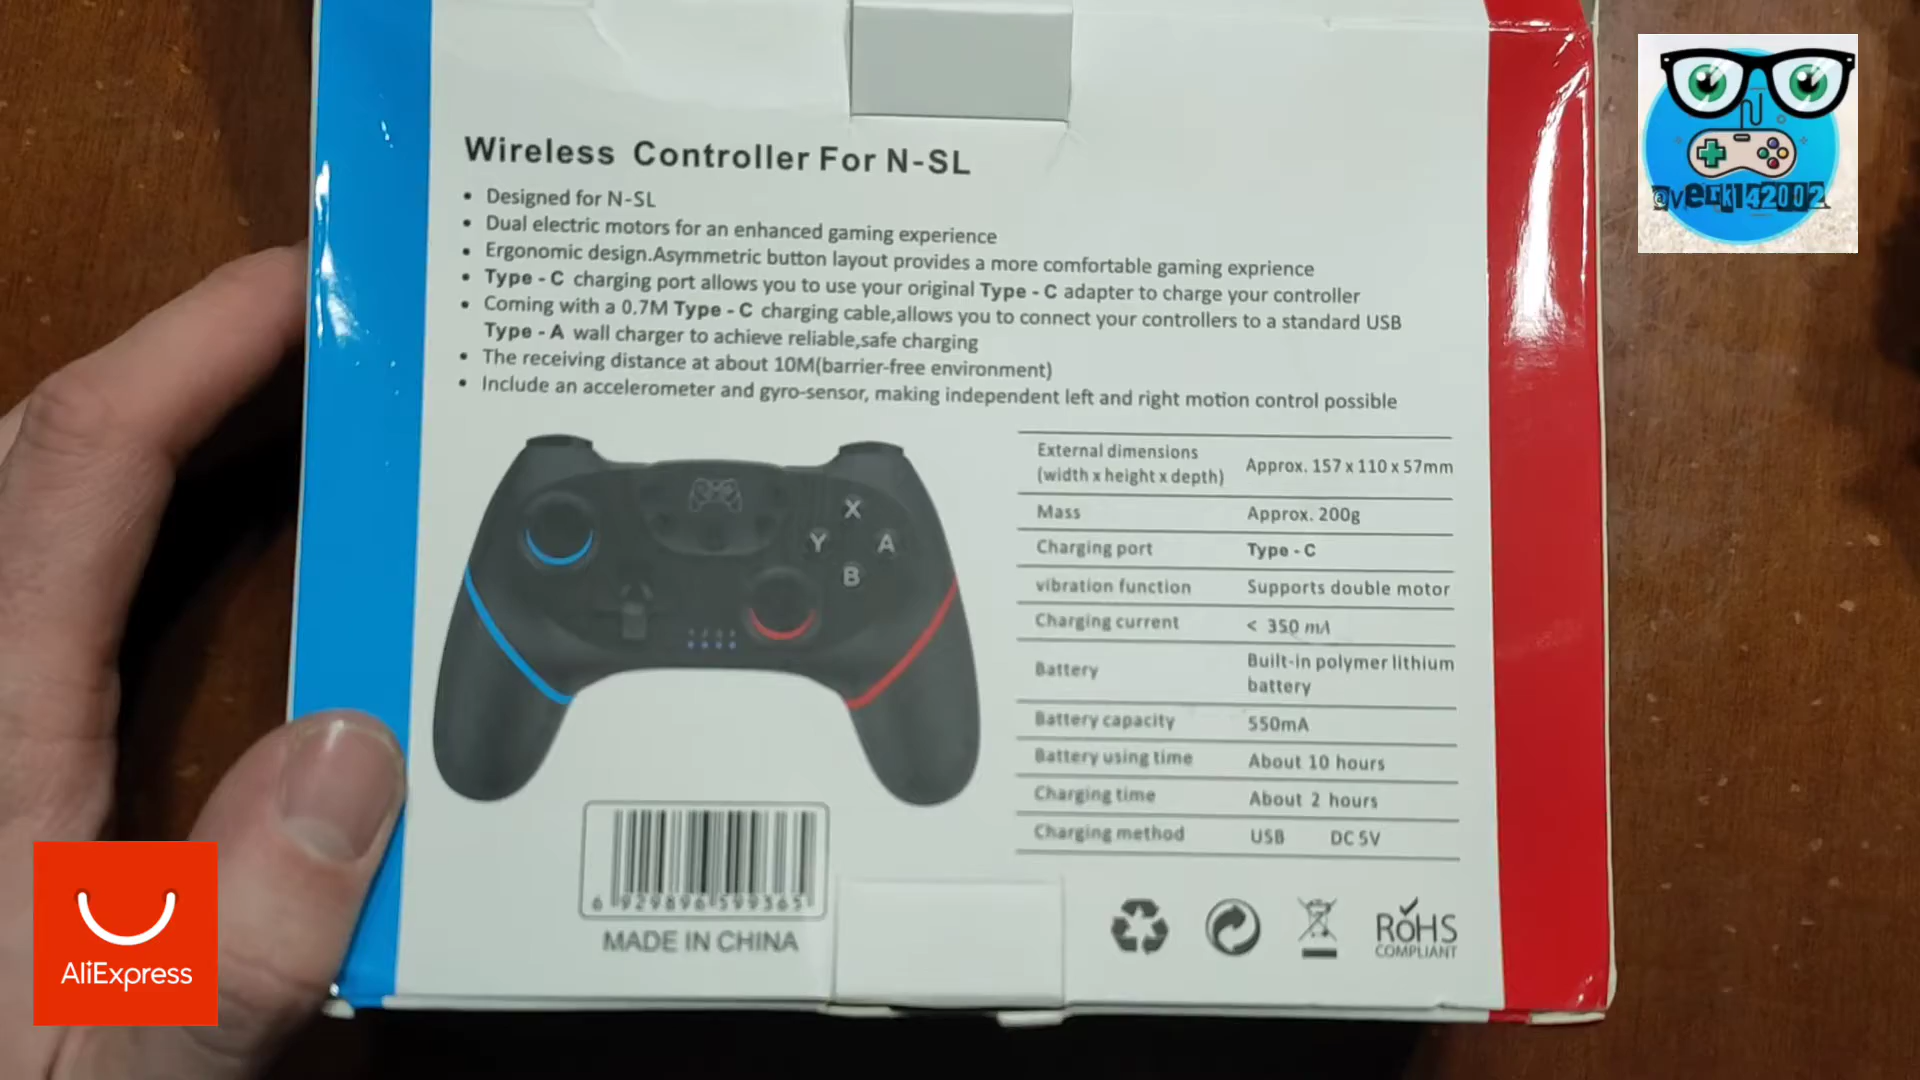 Wireless Controller For N-SL
• Designed for N-SL
• Dual electric motors for an enhanced gaming experience
• Ergonomic design.Asymmetric button layout provides a more comfortable gaming exprience
• Type - C charging port allows you to use your original Type - C adapter to charge your controller
• Coming with a 0.7M Type - C charging cable,allows you to connect your controllers to a standard USB
Type - A wall charger to achieve reliable,safe charging
• The receiving distance at about 10M(barrier-free environment)
• Include an accelerometer and gyro-sensor, making independent left and right motion control possible
X
Y A
B
External dimensions
(width x height x depth) Approx. 157 x 110 x 57mm
Mass Approx. 200g
Charging port Type - C
vibration function Supports double motor
Charging current < 350 mA
Battery Built-in polymer lithium
battery
Battery capacity 550mA
Battery using time About 10 hours
Charging time About 2 hours
Charging method USB DC 5V
6 929896 599365
MADE IN CHINA
RoHS
COMPLIANT
@verk142002
AliExpress